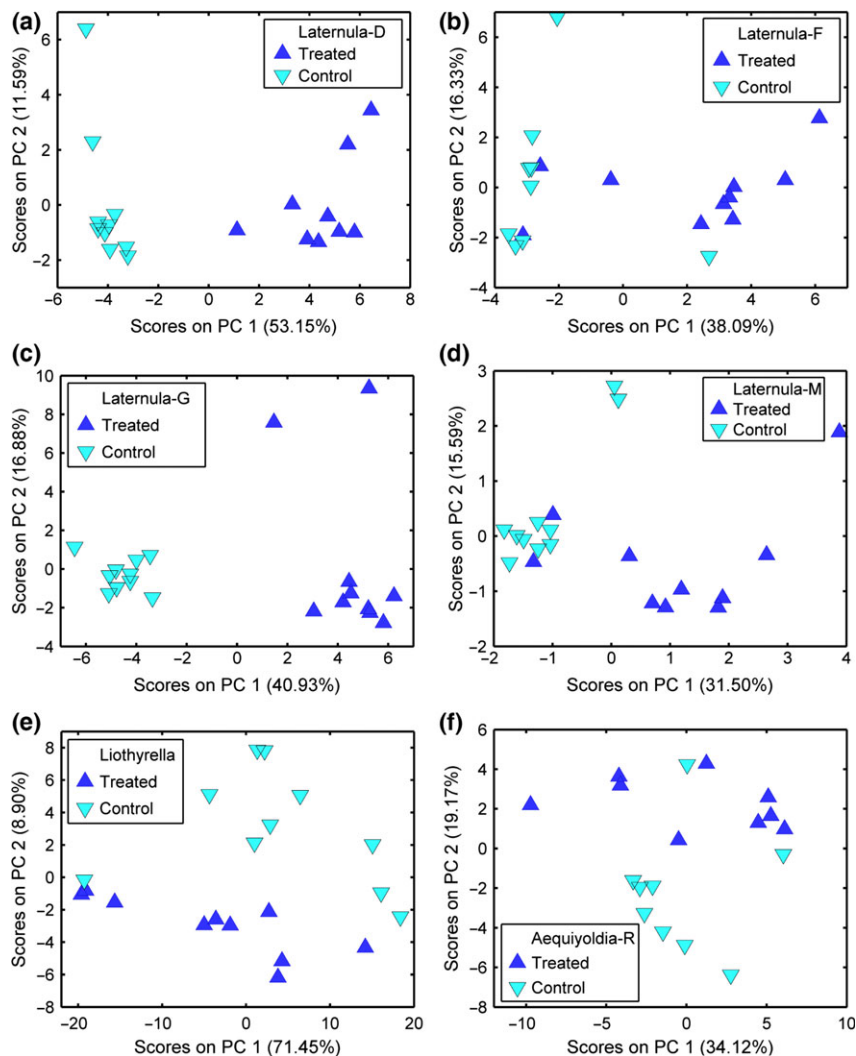 (a)
Laternula-D
Treated
Control
6
4
2
0
−2
−6 −4 −2 0 2 4 6 8
Scores on PC 2 (11.59%)
Scores on PC 1 (53.15%)
(b)
Laternula-F
Treated
Control
6
4
2
0
−2
−4
−4 −2 0 2 4 6
Scores on PC 2 (16.33%)
Scores on PC 1 (38.09%)
(c)
Laternula-G
Treated
Control
10
8
6
4
2
0
−2
−4
−6 −4 −2 0 2 4 6
Scores on PC 2 (16.88%)
Scores on PC 1 (40.93%)
(d)
Laternula-M
Treated
Control
3
2
1
0
−1
−2
−2 −1 0 1 2 3 4
Scores on PC 2 (15.59%)
Scores on PC 1 (31.50%)
(e)
Liothyrella
Treated
Control
8
6
4
2
0
−2
−4
−6
−8
−20 −10 0 10 20
Scores on PC 2 (8.90%)
Scores on PC 1 (71.45%)
(f)
Aequiyoldia-R
Treated
Control
6
4
2
0
−2
−4
−6
−8
−10 −5 0 5 10
Scores on PC 2 (19.17%)
Scores on PC 1 (34.12%)